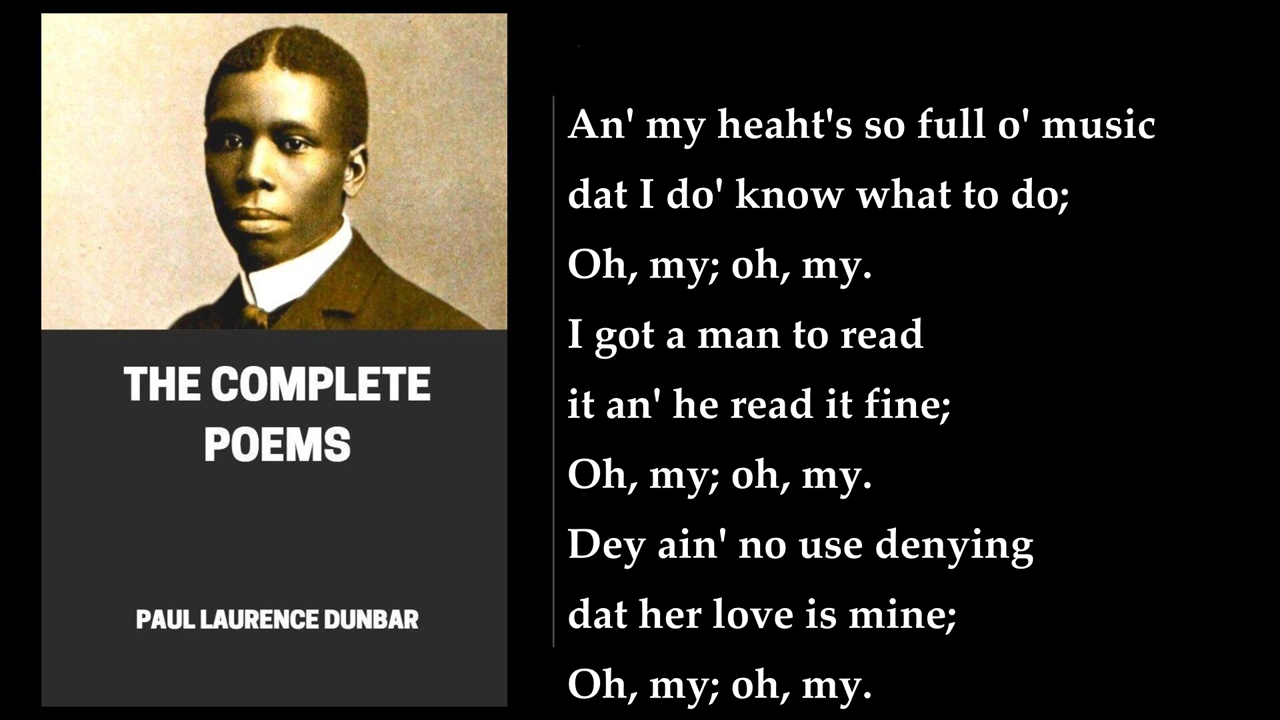 THE COMPLETE
POEMS
PAUL LAURENCE DUNBAR
An' my heaht's so full o' music
dat I do' know what to do;
Oh, my; oh, my.
I got a man to read
it an' he read it fine;
Oh, my; oh, my.
Dey ain' no use denying
dat her love is mine;
Oh, my; oh, my.